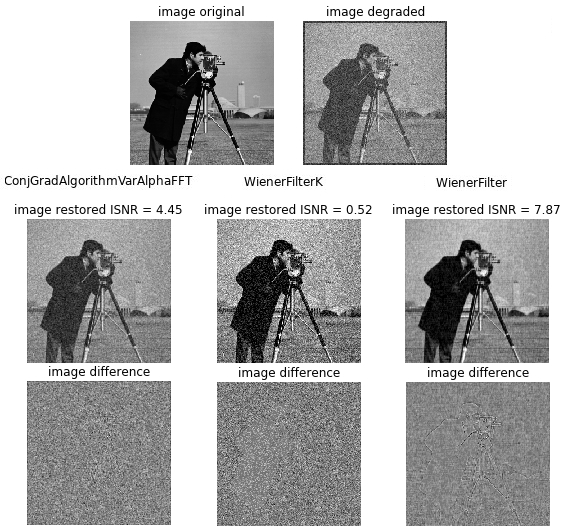 image original
image degraded
ConjGradAlgorithmVarAlphaFFT
WienerFilterK
WienerFilter
image restored ISNR = 4.45
image restored ISNR = 0.52
image restored ISNR = 7.87
image difference
image difference
image difference